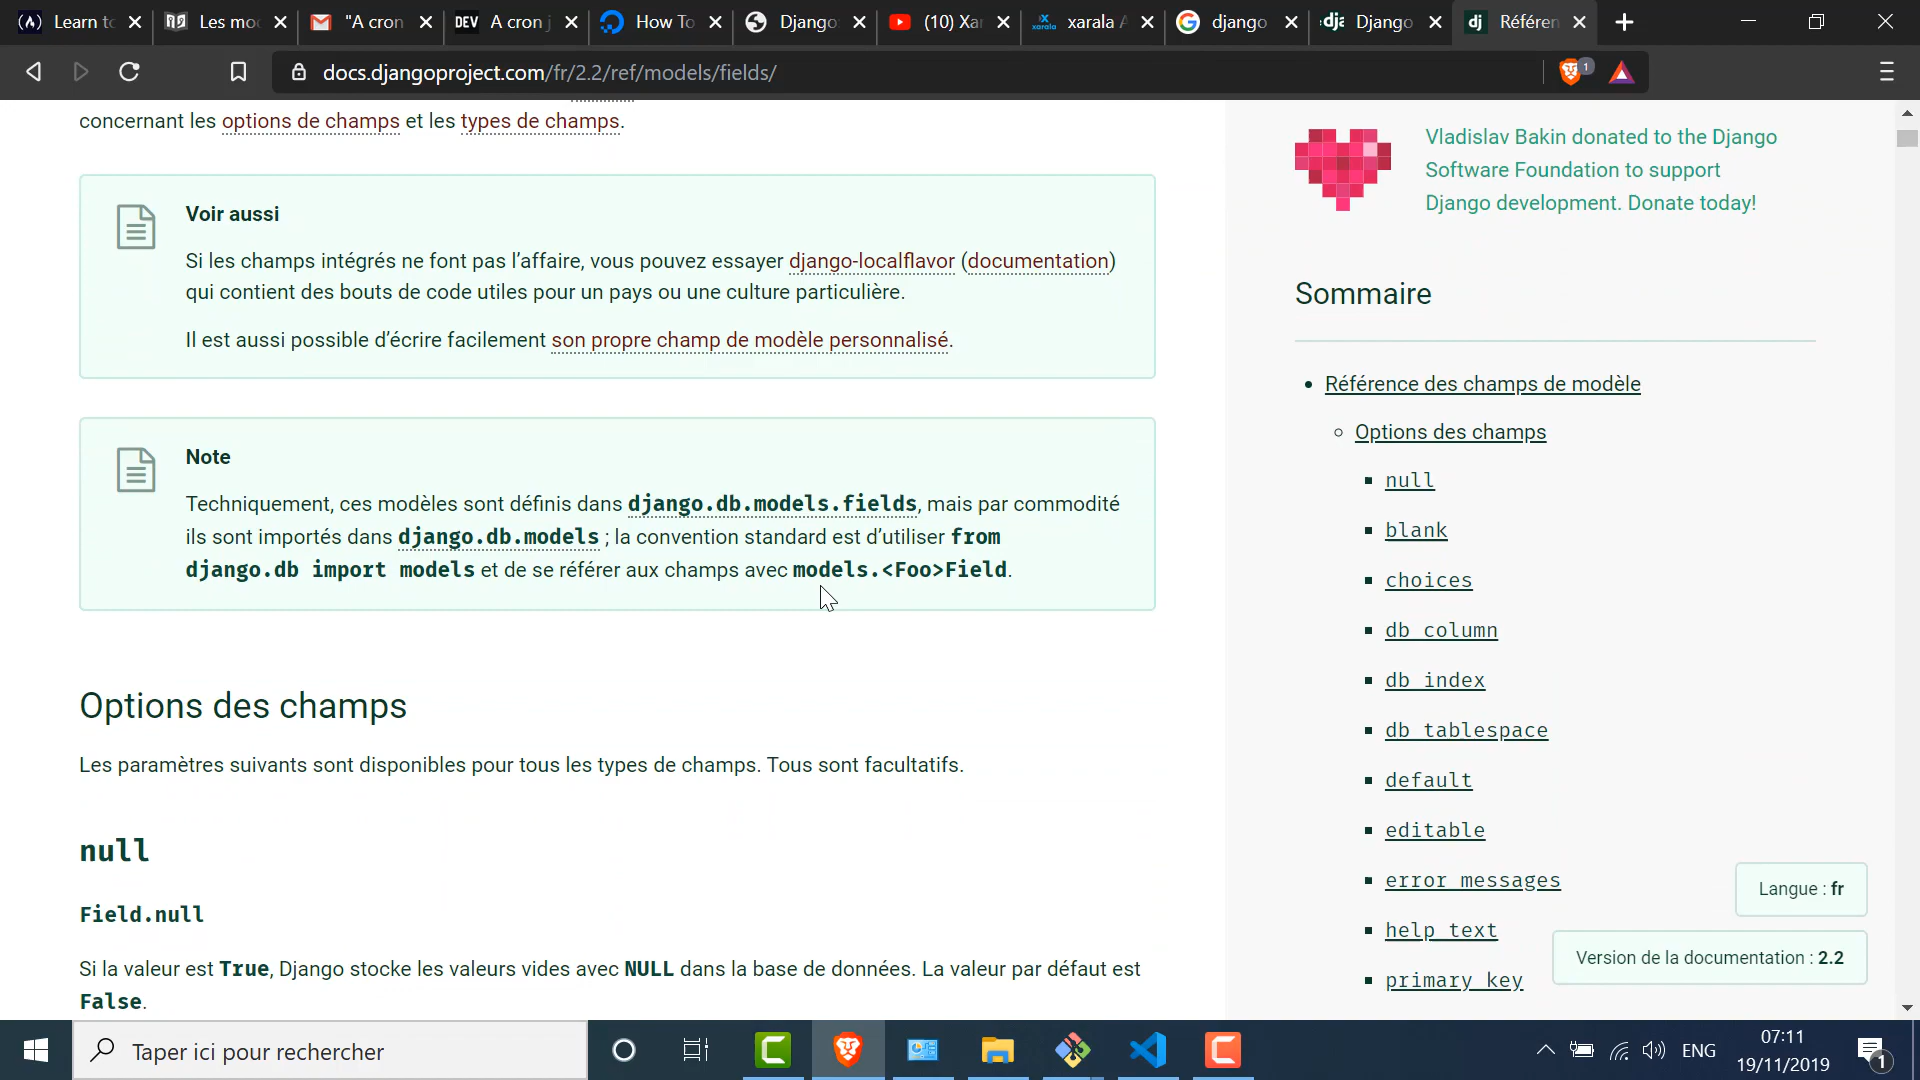 Learn to
Les mo
"A cron
A cron j
How To
Django
(10) Xar
xarala A
django
Django
Référen
docs.djangoproject.com/fr/2.2/ref/models/fields/
1
concernant les options de champs et les types de champs.
Voir aussi
Si les champs intégrés ne font pas l’affaire, vous pouvez essayer django-localflavor (documentation)
qui contient des bouts de code utiles pour un pays ou une culture particulière.
Il est aussi possible d’écrire facilement son propre champ de modèle personnalisé.
Note
Techniquement, ces modèles sont définis dans django.db.models.fields, mais par commodité
ils sont importés dans django.db.models ; la convention standard est d’utiliser from
django.db import models et de se référer aux champs avec models.<Foo>Field.
Options des champs
Les paramètres suivants sont disponibles pour tous les types de champs. Tous sont facultatifs.
null
Field.null
Si la valeur est True, Django stocke les valeurs vides avec NULL dans la base de données. La valeur par défaut est
False.
Vladislav Bakin donated to the Django
Software Foundation to support
Django development. Donate today!
Sommaire
Référence des champs de modèle
Options des champs
null
blank
choices
db_column
db_index
db_tablespace
default
editable
error_messages
help_text
primary_key
Langue : fr
Version de la documentation : 2.2
Taper ici pour rechercher
ENG
07:11
19/11/2019
1